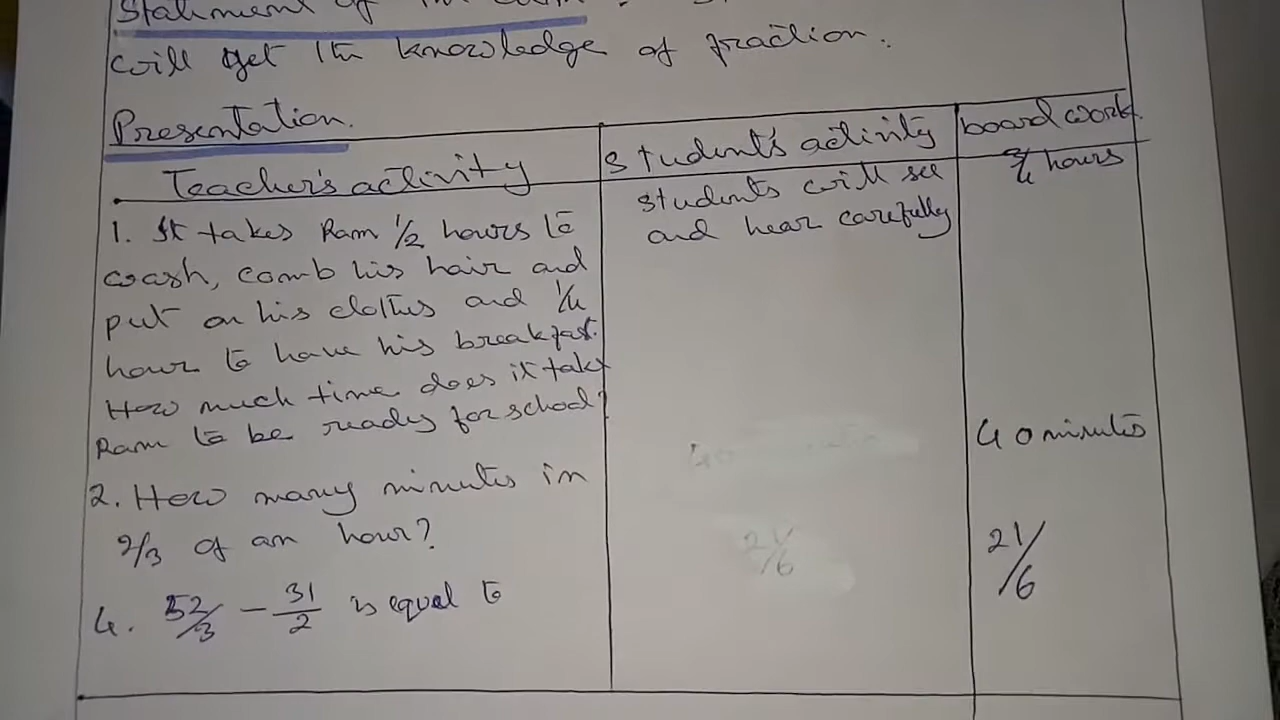 Statement of
will get the knowledge of fraction.
Presentation.
Teacher's activity
Student's activity
board work.
1. It takes Ram 1/2 hours to
wash, comb his hair and
put on his clothes and 1/4
hour to have his breakfast.
How much time does it take
Ram to be ready for school?
2. How many minutes in
2/3 of an hour?
4. 52/3 - 31/2 is equal to
students will see
and hear carefully
3/4 hours
40 minutes
21/6